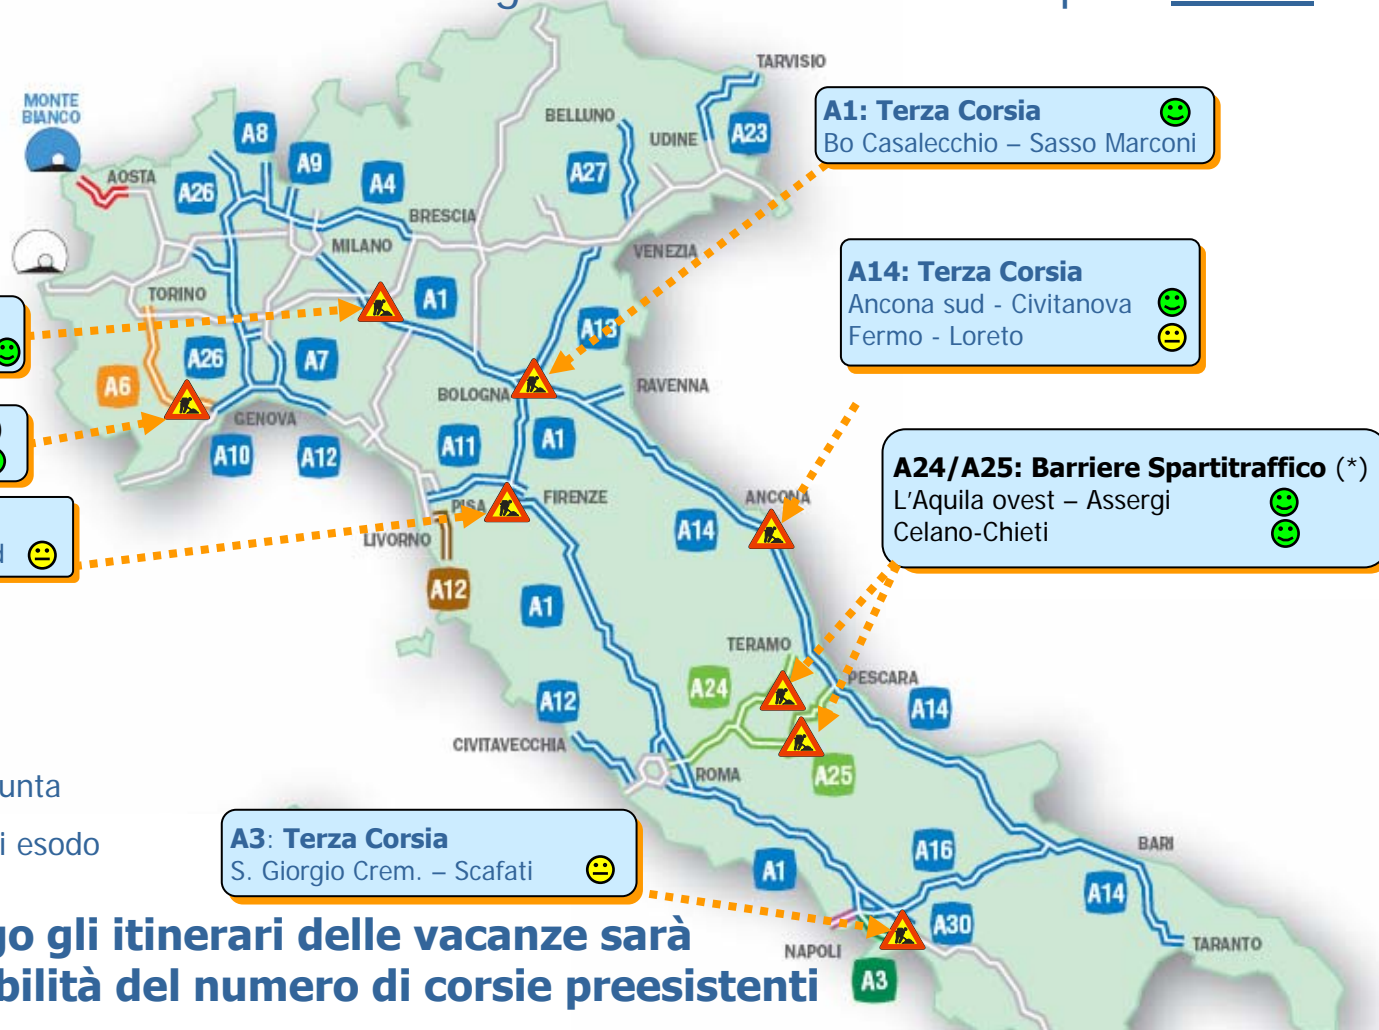 TARVISIO
MONTE
BIANCO
A1: Terza Corsia
Bo Casalecchio – Sasso Marconi
BELLUNO
UDINE
A8
A23
A9
A27
AOSTA
A26
A4
BRESCIA
MILANO
VENEZIA
A14: Terza Corsia
Ancona sud - Civitanova
Fermo - Loreto
TORINO
A1
A13
A26
A7
A6
BOLOGNA
RAVENNA
GENOVA
A10
A12
A11
A1
A24/A25: Barriere Spartitraffico (*)
L'Aquila ovest – Assergi
Celano-Chieti
PISA
FIRENZE
ANCONA
A14
LIVORNO
d
A12
A1
TERAMO
A24
PESCARA
A12
A14
CIVITAVECCHIA
ROMA
A25
unta
i esodo
A3: Terza Corsia
S. Giorgio Crem. – Scafati
A16
BARI
A1
A14
A30
NAPOLI
TARANTO
A3
go gli itinerari delle vacanze sarà
bilità del numero di corsie preesistenti